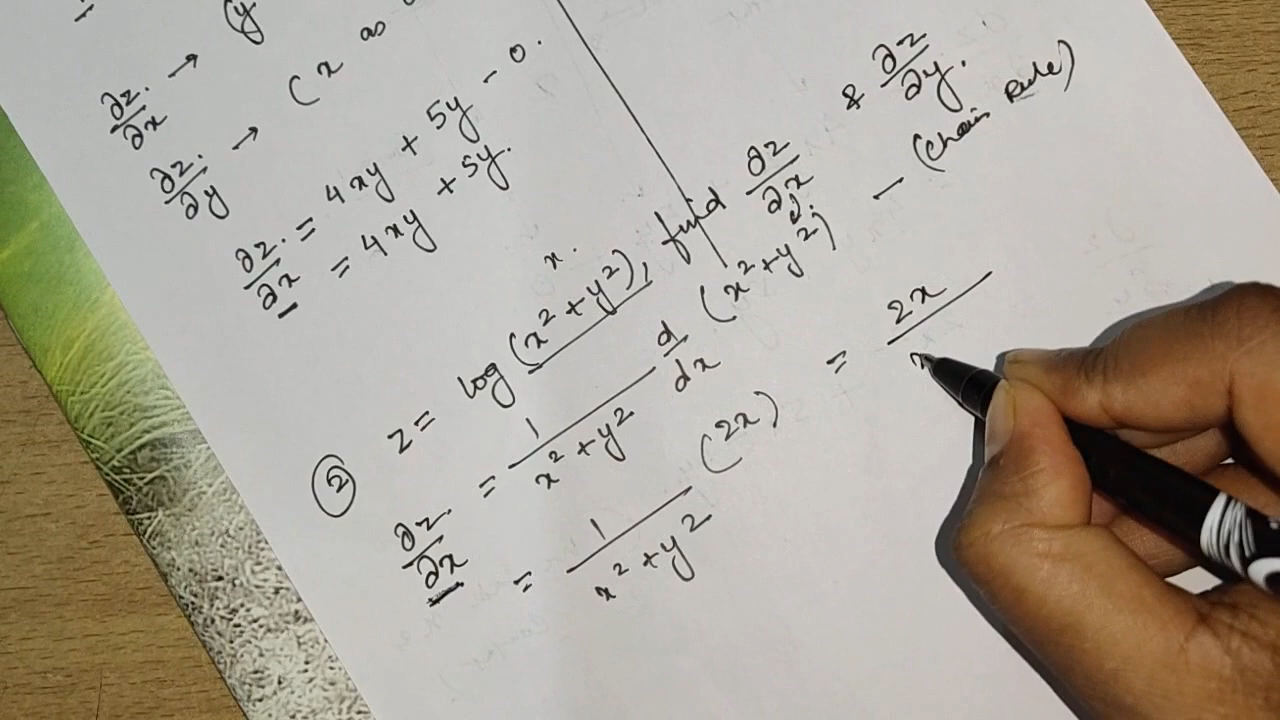 ∂z/∂x → (y
∂z/∂y → (x as
∂z/∂x = 4xy + 5y - 0.
= 4xy + 5y.
x.
② z = log (x² + y²), find ∂z/∂x & ∂z/∂y.
∂z/∂x = 1/(x² + y²) d/dx (x² + y²) — (Chain Rule)
= 1/(x² + y²) (2x) = 2x/x